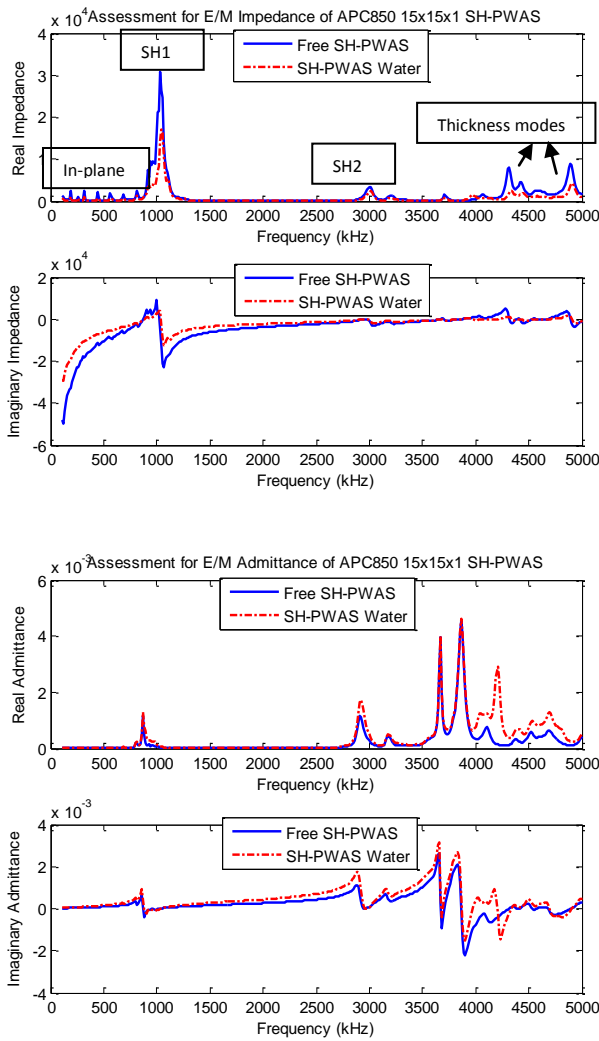 x 10^4
Assessment for E/M Impedance of APC850 15x15x1 SH-PWAS
4
3
2
1
0
Real Impedance
SH1
Free SH-PWAS
SH-PWAS Water
Thickness modes
In-plane
SH2
0 500 1000 1500 2000 2500 3000 3500 4000 4500 5000
Frequency (kHz)
x 10^4
2
0
-2
-4
-6
Imaginary Impedance
Free SH-PWAS
SH-PWAS Water
0 500 1000 1500 2000 2500 3000 3500 4000 4500 5000
Frequency (kHz)
x 10^-3
Assessment for E/M Admittance of APC850 15x15x1 SH-PWAS
6
4
2
0
Real Admittance
Free SH-PWAS
SH-PWAS Water
0 500 1000 1500 2000 2500 3000 3500 4000 4500 5000
Frequency (kHz)
x 10^-3
4
2
0
-2
-4
Imaginary Admittance
Free SH-PWAS
SH-PWAS Water
0 500 1000 1500 2000 2500 3000 3500 4000 4500 5000
Frequency (kHz)